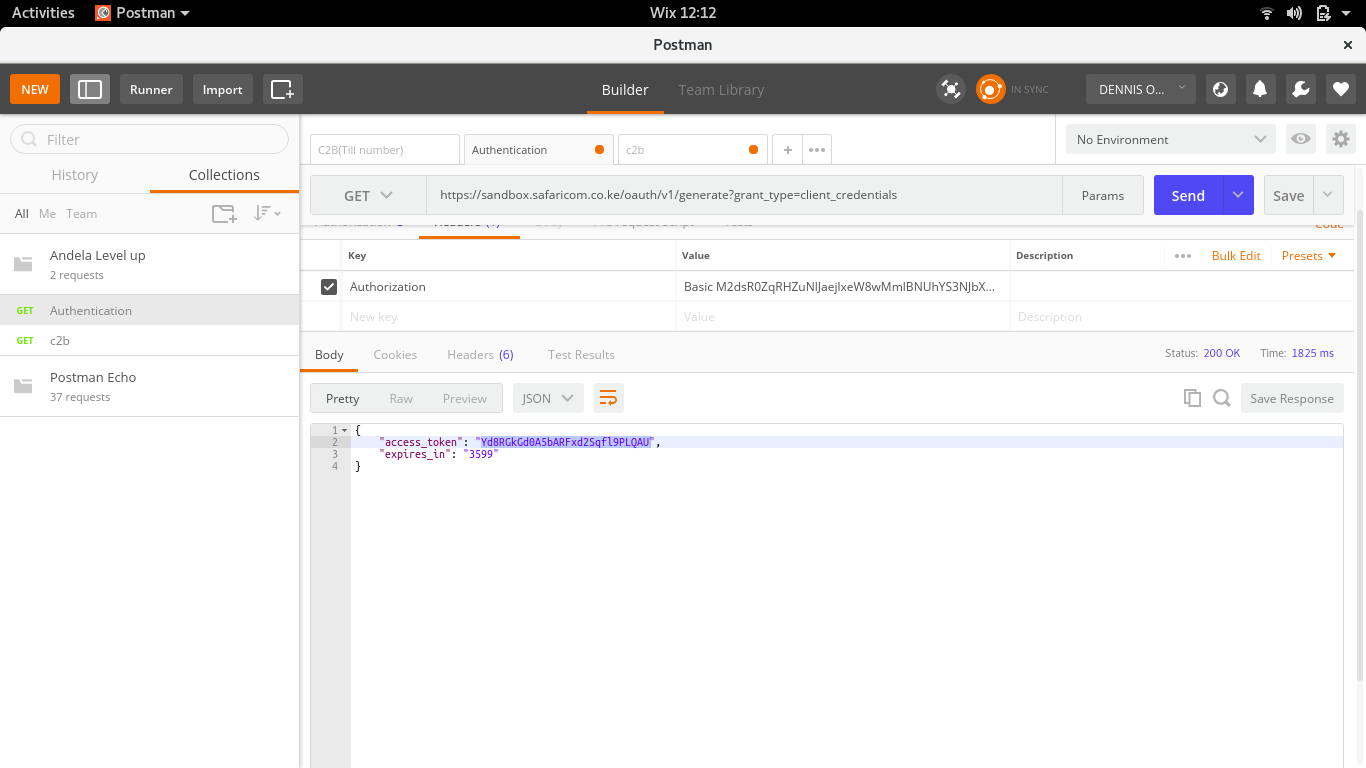 Activities Postman Wix 12:12
Postman
NEW Runner Import Builder Team Library IN SYNC DENNIS O...
Filter
History Collections
All Me Team
Andela Level up
2 requests
GET Authentication
GET c2b
Postman Echo
37 requests
C2B(Till number) Authentication c2b + ••• No Environment
GET https://sandbox.safaricom.co.ke/oauth/v1/generate?grant_type=client_credentials Params Send Save
Code
Key Value Description ••• Bulk Edit Presets
Authorization Basic M2dsR0ZqRHZuNlJaejlxeW8wMmlBNUhYS3NJbX...
New key Value Description
Body Cookies Headers (6) Test Results Status: 200 OK Time: 1825 ms
Pretty Raw Preview JSON Save Response
1 {
2 "access_token": "Yd8RGkGd0A5bARFxd2Sqfl9PLQAU",
3 "expires_in": "3599"
4 }